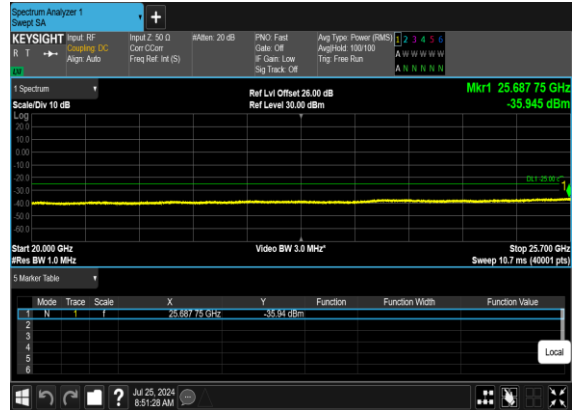 Spectrum Analyzer 1
Swept SA
+
KEYSIGHT Input: RF Input Z: 50 Ω #Atten: 20 dB PNO: Fast Avg Type: Power (RMS) 1 2 3 4 5 6
R T Coupling: DC Corr CCorr Gate: Off Avg|Hold: 100/100 A W W W W W
Align: Auto Freq Ref: Int (S) IF Gain: Low Trig: Free Run
Sig Track: Off A N N N N N
1 Spectrum
Ref Lvl Offset 26.00 dB Mkr1 25.687 75 GHz
Scale/Div 10 dB Ref Level 30.00 dBm -35.945 dBm
Log
20.0
10.0
0.00
-10.0
-20.0
DL1 -25.00
-30.0
1
-40.0
-50.0
-60.0
Start 20.000 GHz Video BW 3.0 MHz* Stop 25.700 GHz
#Res BW 1.0 MHz Sweep 10.7 ms (40001 pts)
5 Marker Table
Mode Trace Scale X Y Function Function Width Function Value
1 N 1 f 25.687 75 GHz -35.94 dBm
2
3
4
5
6
Local
? Jul 25, 2024
8:51:28 AM